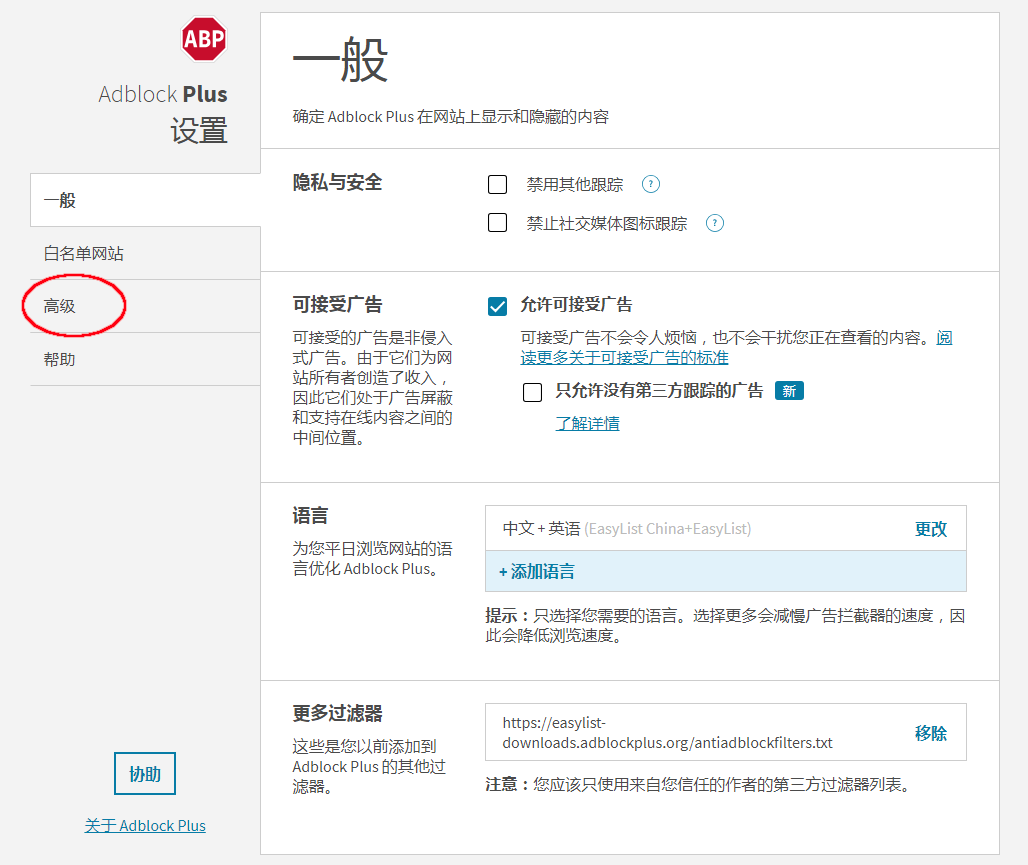 ABP
Adblock Plus
设置
一般
白名单网站
高级
帮助
协助
关于 Adblock Plus
一般
确定 Adblock Plus 在网站上显示和隐藏的内容
隐私与安全
禁用其他跟踪 ?
禁止社交媒体图标跟踪 ?
可接受广告
可接受的广告是非侵入
式广告。由于它们为网
站所有者创造了收入，
因此它们处于广告屏蔽
和支持在线内容之间的
中间位置。
允许可接受广告
可接受广告不会令人烦恼，也不会干扰您正在查看的内容。阅
读更多关于可接受广告的标准
只允许没有第三方跟踪的广告 新
了解详情
语言
为您平日浏览网站的语
言优化 Adblock Plus。
中文 + 英语 (EasyList China+EasyList) 更改
+ 添加语言
提示：只选择您需要的语言。选择更多会减慢广告拦截器的速度，因
此会降低浏览速度。
更多过滤器
这些是您以前添加到
Adblock Plus 的其他过
滤器。
https://easylist-
downloads.adblockplus.org/antiadblockfilters.txt
移除
注意：您应该只使用来自您信任的作者的第三方过滤器列表。